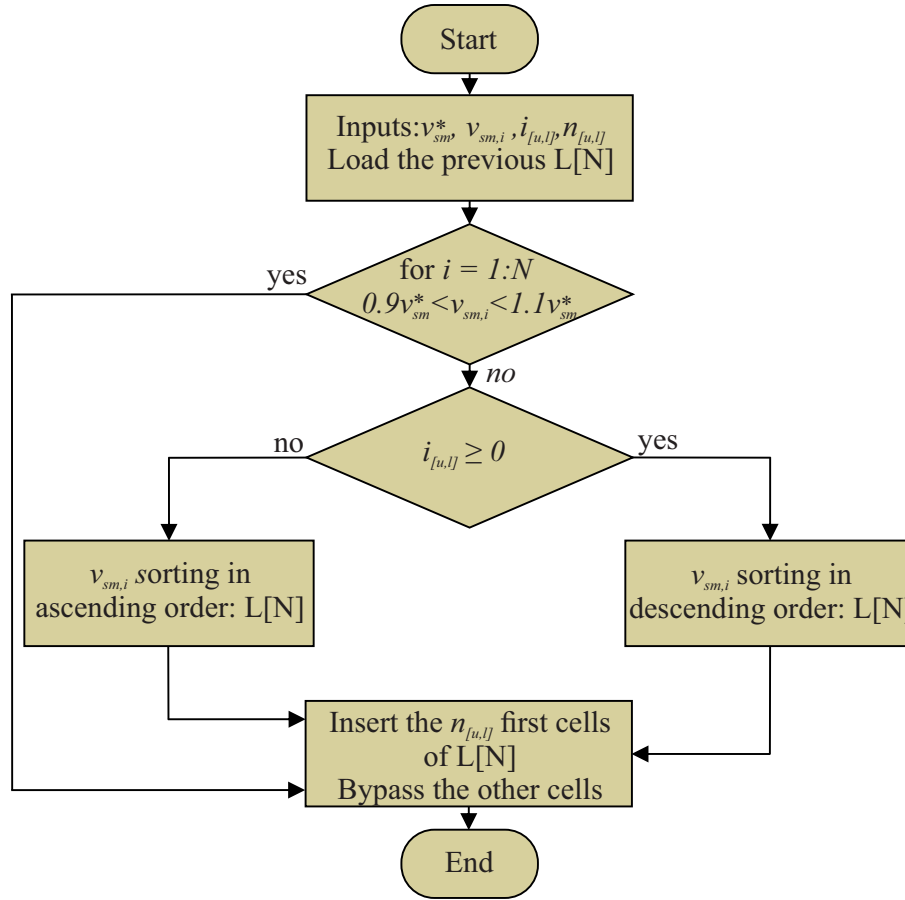 Start
Inputs:v*sm, vsm,i ,i[u,l],n[u,l]
Load the previous L[N]
for i = 1:N
0.9v*sm<vsm,i<1.1v*sm
yes
no
i[u,l] ≥ 0
no
yes
vsm,i sorting in
ascending order: L[N]
vsm,i sorting in
descending order: L[N]
Insert the n[u,l] first cells
of L[N]
Bypass the other cells
End